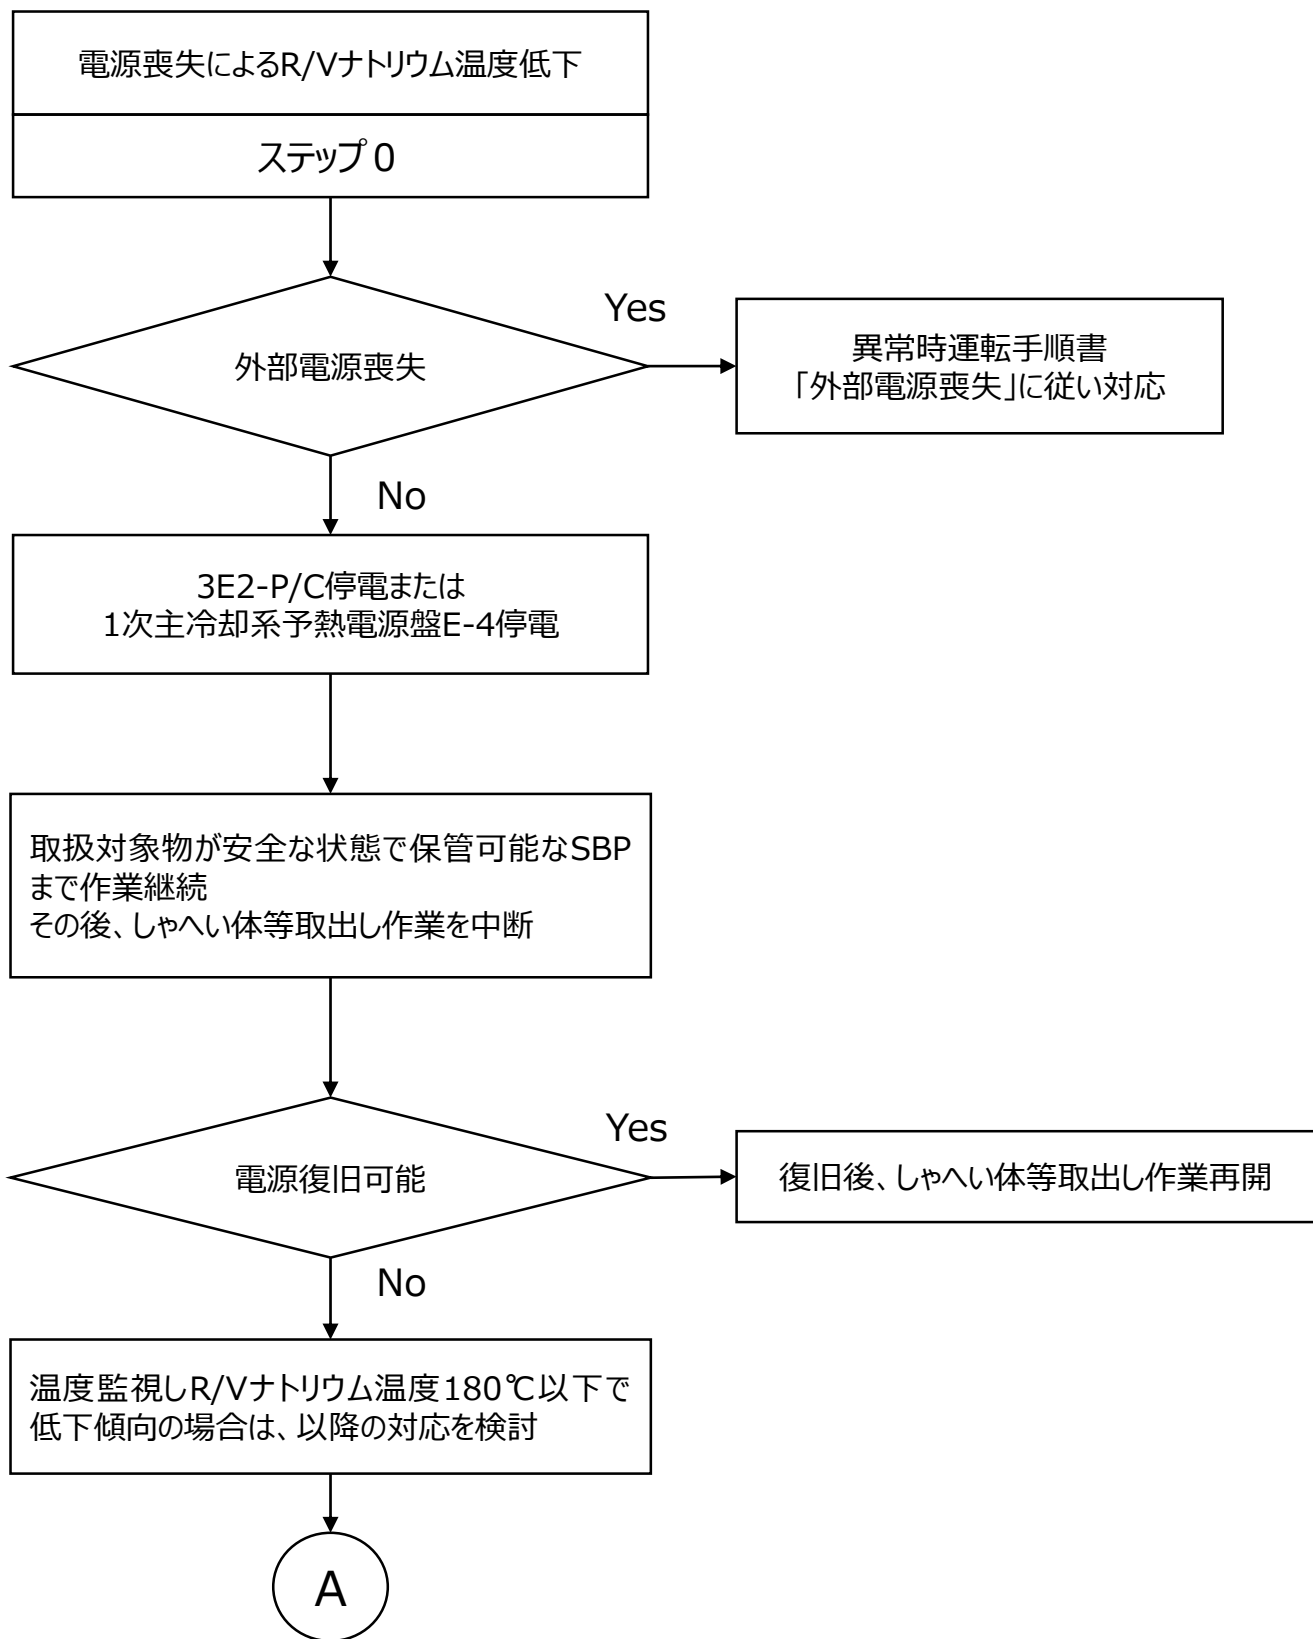 電源喪失によるR/Vナトリウム温度低下
ステップ0
外部電源喪失
Yes
異常時運転手順書
「外部電源喪失」に従い対応
No
3E2-P/C停電または
1次主冷却系予熱電源盤E-4停電
取扱対象物が安全な状態で保管可能なSBP
まで作業継続
その後、しゃへい体等取出し作業を中断
電源復旧可能
Yes
復旧後、しゃへい体等取出し作業再開
No
温度監視しR/Vナトリウム温度180℃以下で
低下傾向の場合は、以降の対応を検討
A